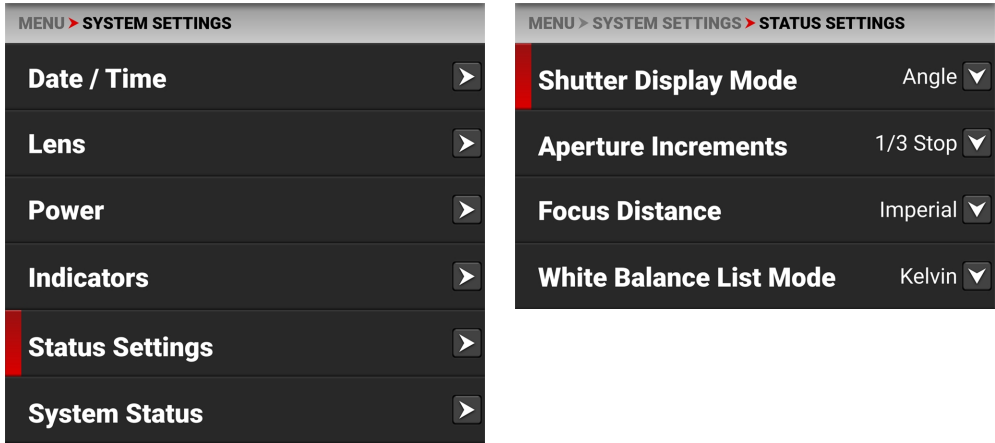 MENU > SYSTEM SETTINGS
Date / Time
Lens
Power
Indicators
Status Settings
System Status
MENU > SYSTEM SETTINGS > STATUS SETTINGS
Shutter Display Mode Angle
Aperture Increments 1/3 Stop
Focus Distance Imperial
White Balance List Mode Kelvin